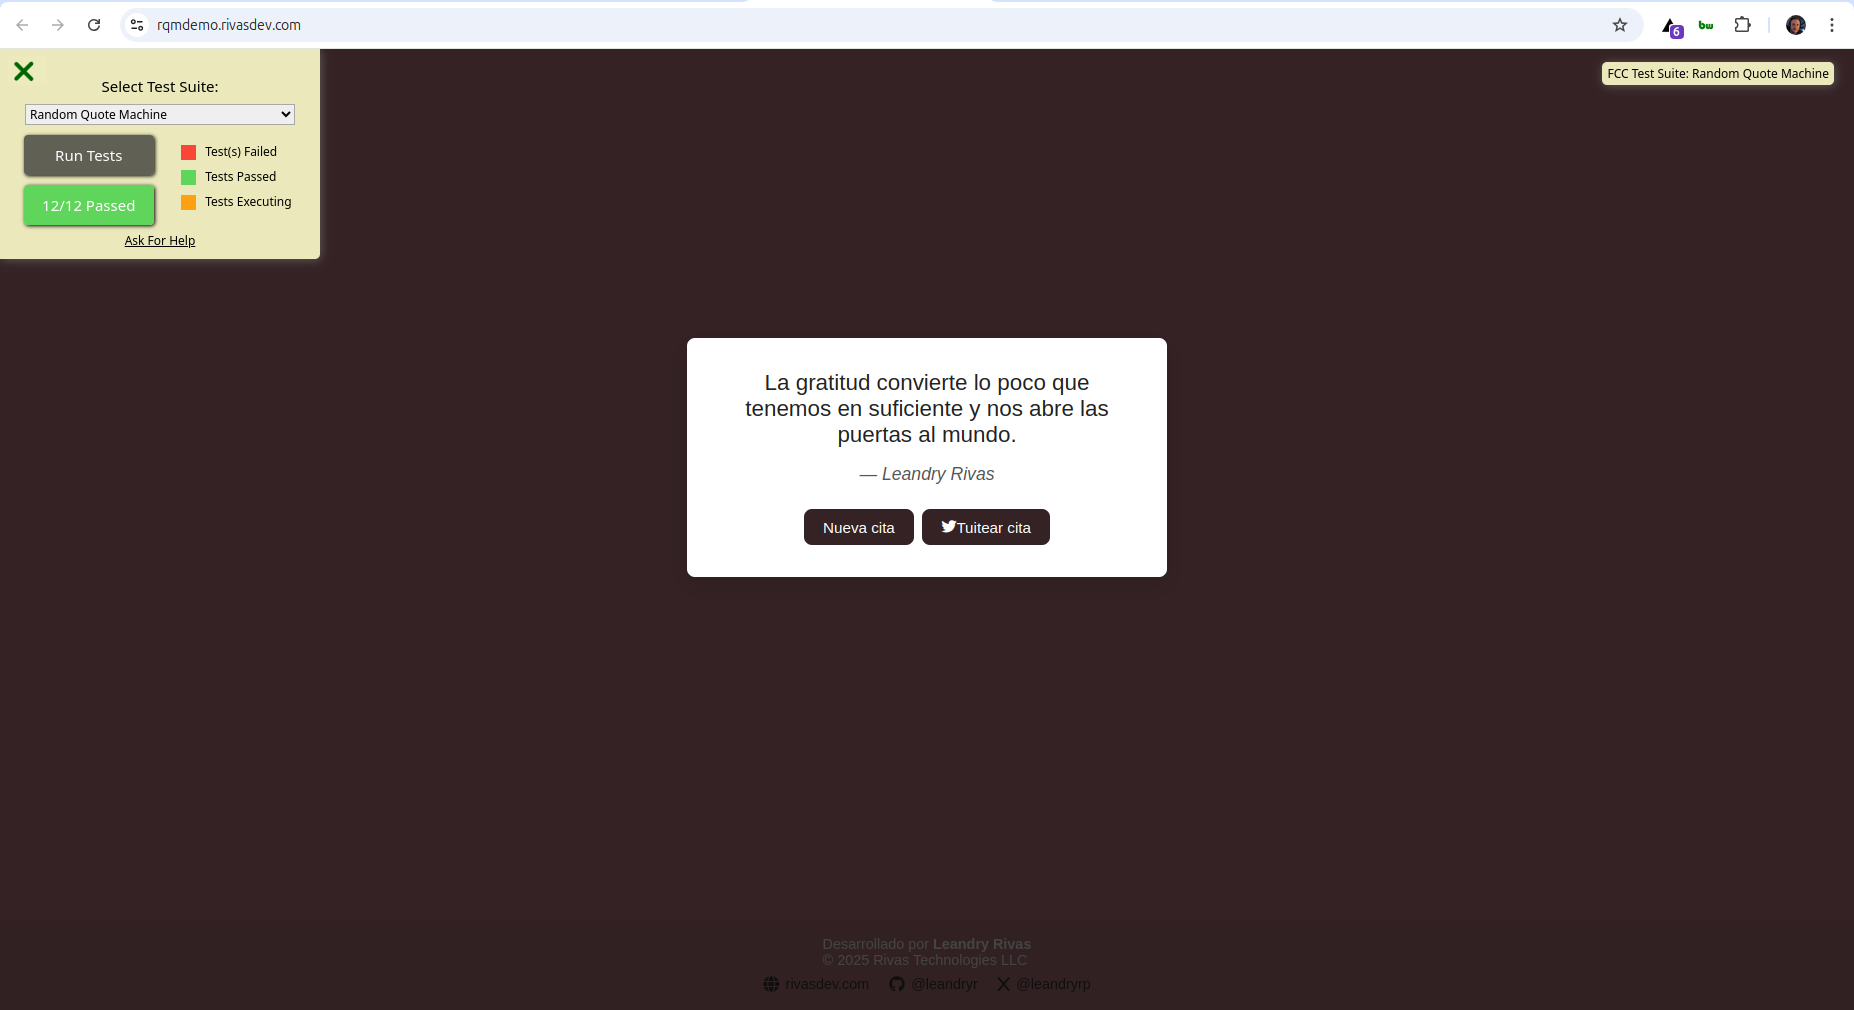 rqmdemo.rivasdev.com
6
bw
Select Test Suite:
Random Quote Machine
Run Tests
12/12 Passed
Test(s) Failed
Tests Passed
Tests Executing
Ask For Help
FCC Test Suite: Random Quote Machine
La gratitud convierte lo poco que
tenemos en suficiente y nos abre las
puertas al mundo.
— Leandry Rivas
Nueva cita
Tuitear cita
Desarrollado por Leandry Rivas
© 2025 Rivas Technologies LLC
rivasdev.com @leandryr @leandryrp